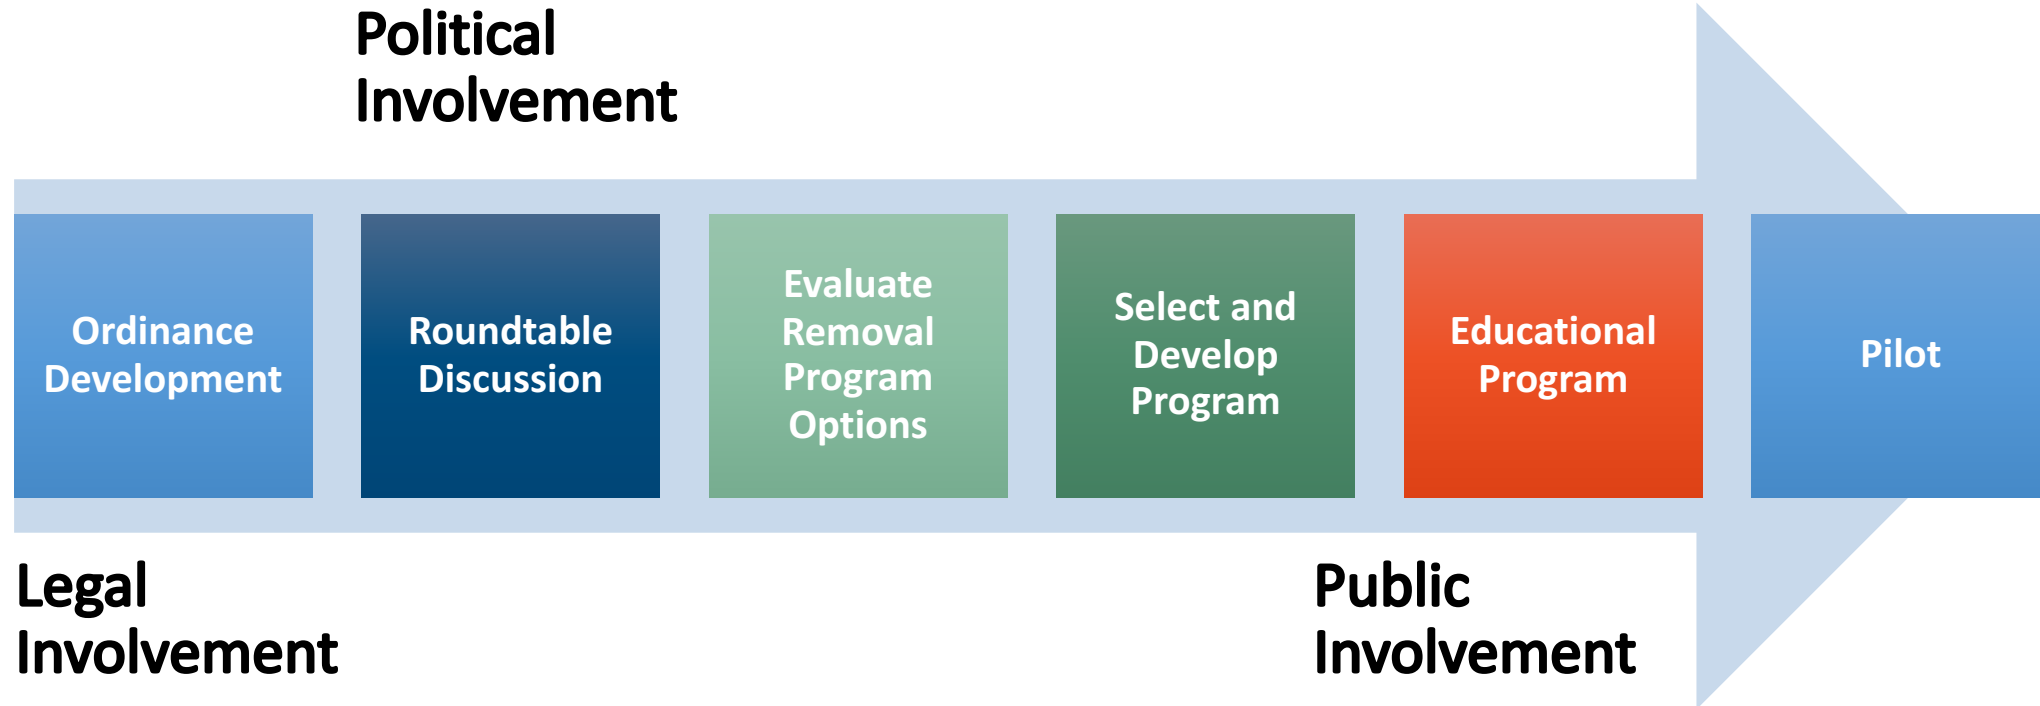 Political
Involvement
Ordinance
Development
Roundtable
Discussion
Evaluate
Removal
Program
Options
Select and
Develop
Program
Educational
Program
Pilot
Legal
Involvement
Public
Involvement